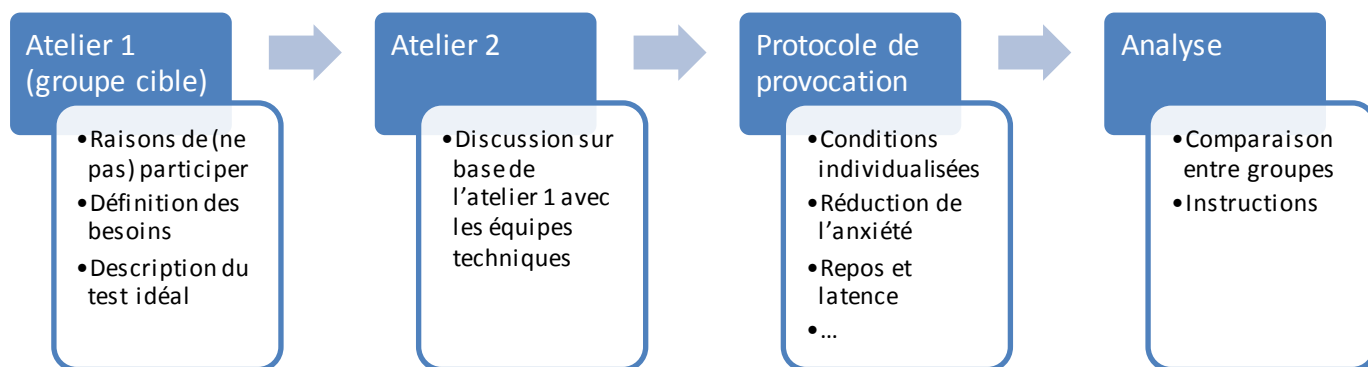 Atelier 1
(groupe cible)
•Raisons de (ne
pas) participer
•Définition des
besoins
•Description du
test idéal
Atelier 2
•Discussion sur
base de
l'atelier 1 avec
les équipes
techniques
Protocole de
provocation
•Conditions
individualisées
•Réduction de
l'anxiété
•Repos et
latence
•...
Analyse
•Comparaison
entre groupes
•Instructions